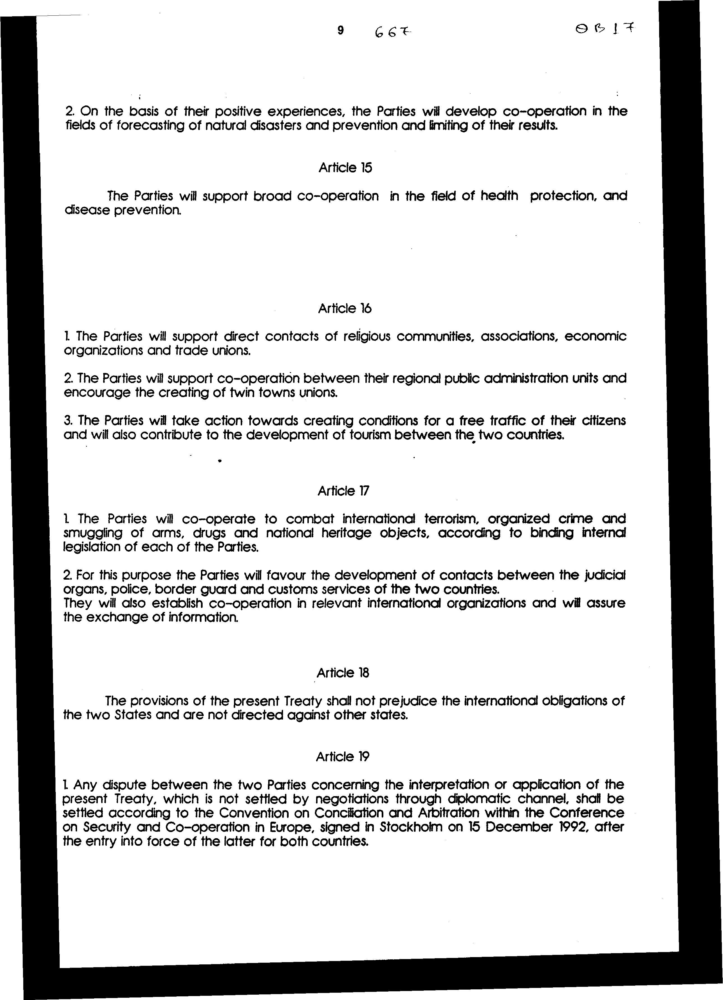 9 667 ΘΒ17
2. On the basis of their positive experiences, the Parties will develop co-operation in the
fields of forecasting of natural disasters and prevention and limiting of their results.
Article 15
The Parties will support broad co-operation in the field of health protection, and
disease prevention.
Article 16
1. The Parties will support direct contacts of religious communities, associations, economic
organizations and trade unions.
2. The Parties will support co-operation between their regional public administration units and
encourage the creating of twin towns unions.
3. The Parties will take action towards creating conditions for a free traffic of their citizens
and will also contribute to the development of tourism between the two countries.
Article 17
1. The Parties will co-operate to combat international terrorism, organized crime and
smuggling of arms, drugs and national heritage objects, according to binding internal
legislation of each of the Parties.
2. For this purpose the Parties will favour the development of contacts between the judicial
organs, police, border guard and customs services of the two countries.
They will also establish co-operation in relevant international organizations and will assure
the exchange of information.
Article 18
The provisions of the present Treaty shall not prejudice the international obligations of
the two States and are not directed against other states.
Article 19
1. Any dispute between the two Parties concerning the interpretation or application of the
present Treaty, which is not settled by negotiations through diplomatic channel, shall be
settled according to the Convention on Conciliation and Arbitration within the Conference
on Security and Co-operation in Europe, signed in Stockholm on 15 December 1992, after
the entry into force of the latter for both countries.